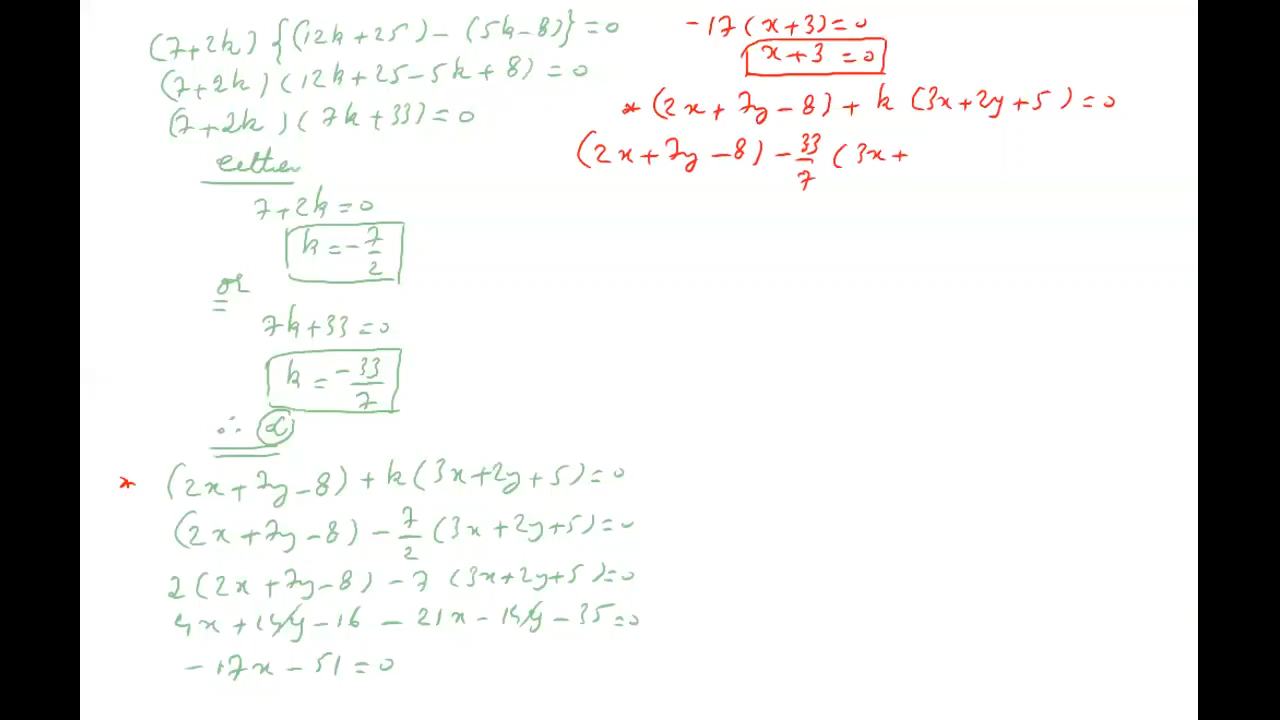 (7+2k) {(12k+25) - (5k-8)} = 0
(7+2k) (12k+25-5k+8) = 0
(7+2k) (7k+33) = 0
either
7+2k = 0
k = -7/2
or
7k+33 = 0
k = -33/7
∴ ∝
* (2x+7y-8) + k (3x+2y+5) = 0
(2x+7y-8) - 7/2 (3x+2y+5) = 0
2 (2x+7y-8) - 7 (3x+2y+5) = 0
4x + 14y - 16 - 21x - 14y - 35 = 0
-17x - 51 = 0
-17 (x+3) = 0
x+3 = 0
* (2x+7y-8) + k (3x+2y+5) = 0
(2x+7y-8) - 33/7 (3x+